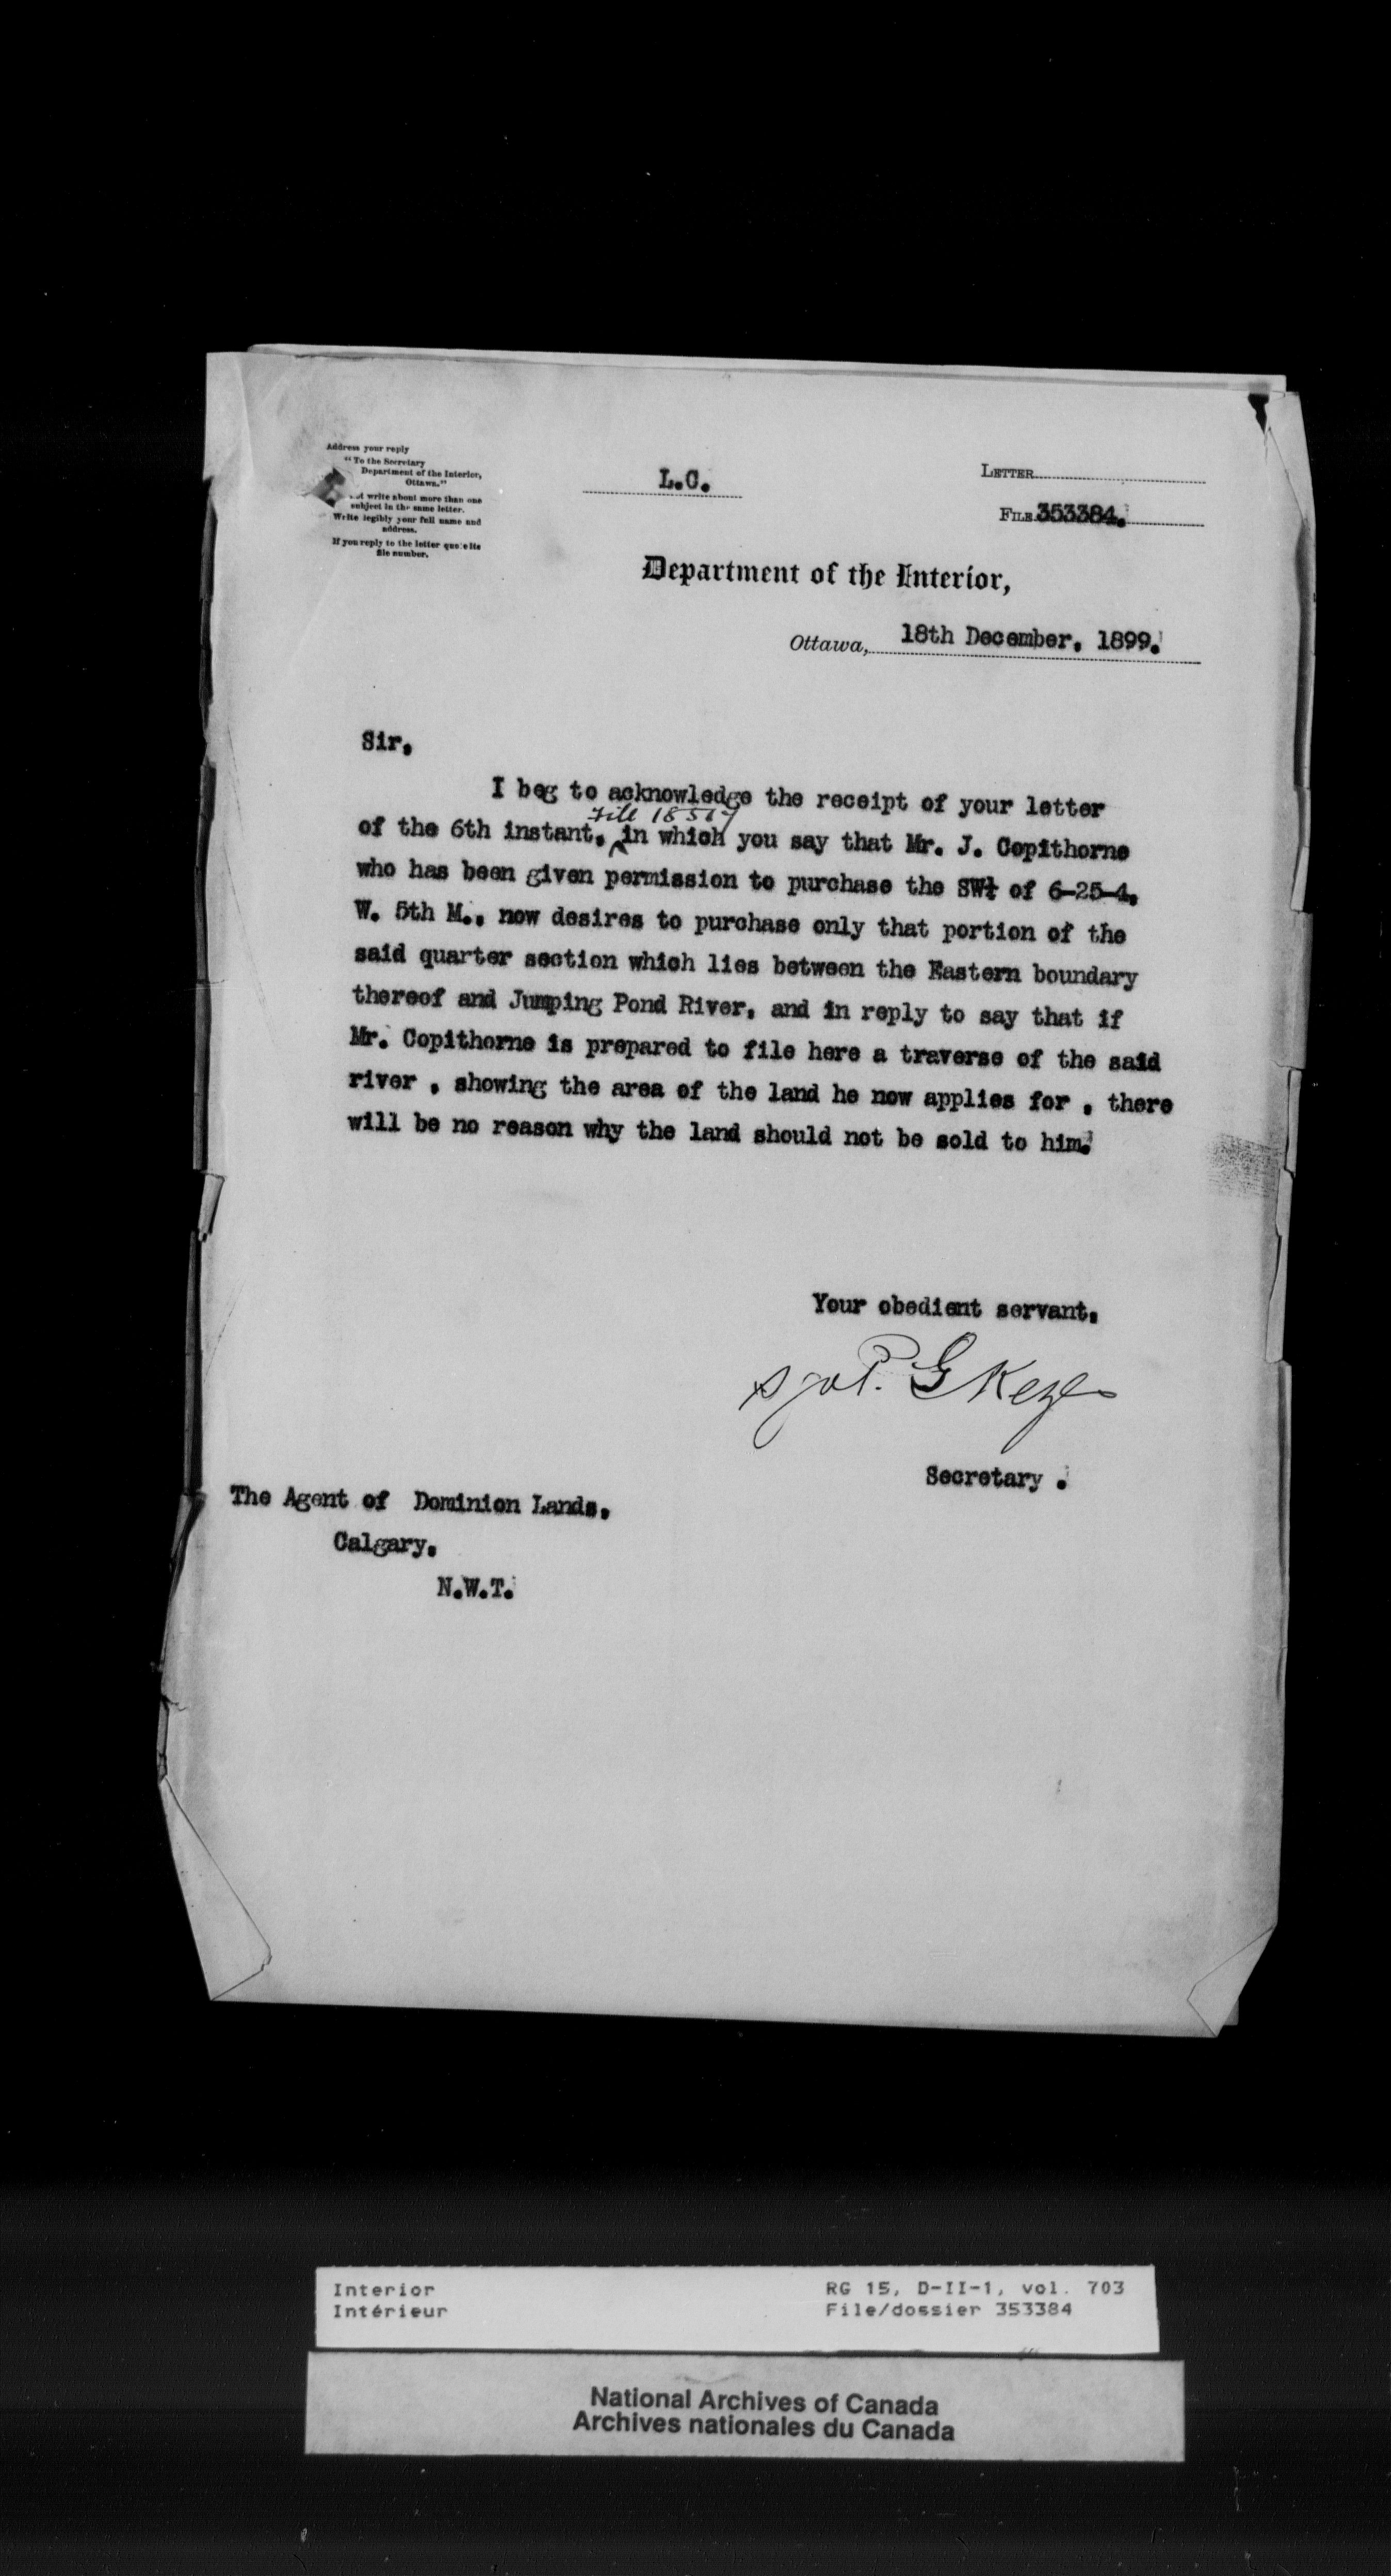 Address your reply
"To the Secretary
Department of the Interior,
Ottawa."
not write about more than one
subject in the same letter.
Write legibly your full name and
address.
If you reply to the letter quote its
file number.
L.C.
LETTER
FILE 353384.
Department of the Interior,
Ottawa, 18th December, 1899.
Sir,
I beg to acknowledge the receipt of your letter
File
of the 6th instant, in which you say that Mr. J. Copithorne
who has been given permission to purchase the SW¼ of 6-25-4,
W. 5th M., now desires to purchase only that portion of the
said quarter section which lies between the Eastern boundary
thereof and Jumping Pond River, and in reply to say that if
Mr. Copithorne is prepared to file here a traverse of the said
river , showing the area of the land he now applies for , there
will be no reason why the land should not be sold to him.
Your obedient servant,
P. G Keyes
Secretary .
The Agent of Dominion Lands,
Calgary,
N.W.T.
Interior
Intérieur
RG 15, D-II-1, vol. 703
File/dossier 353384
National Archives of Canada
Archives nationales du Canada